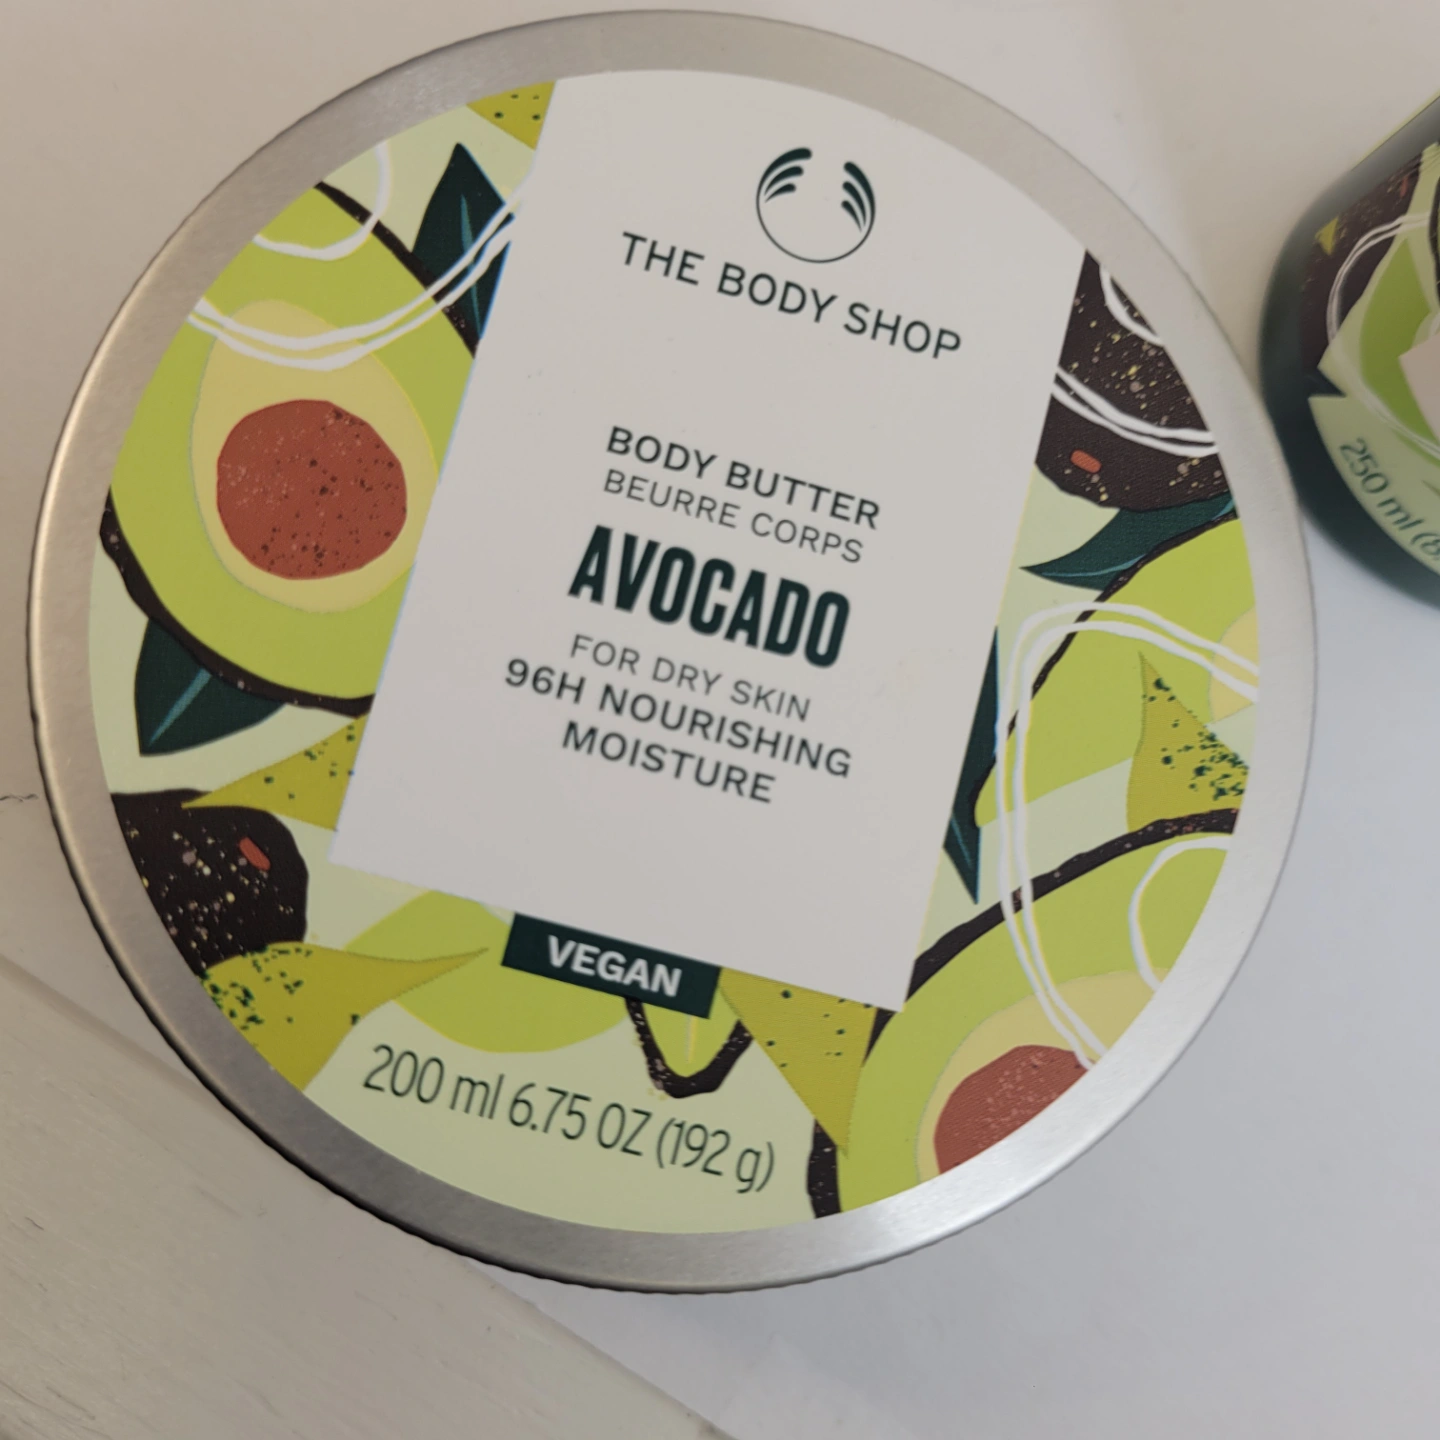 THE BODY SHOP
BODY BUTTER
BEURRE CORPS
AVOCADO
FOR DRY SKIN
96H NOURISHING
MOISTURE
VEGAN
200 ml 6.75 OZ (192 g)
250 ml (8